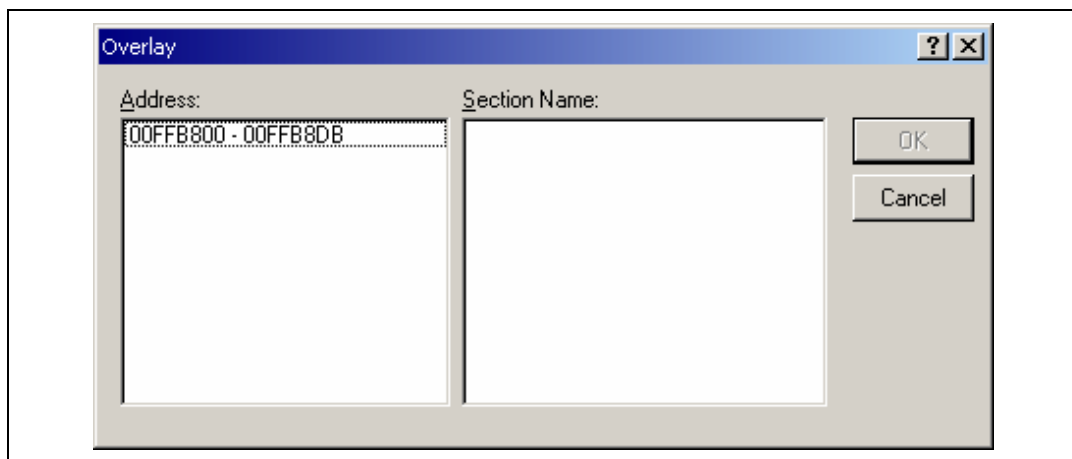 Overlay
Address: Section Name:
00FFB800 - 00FFB8DB
OK
Cancel